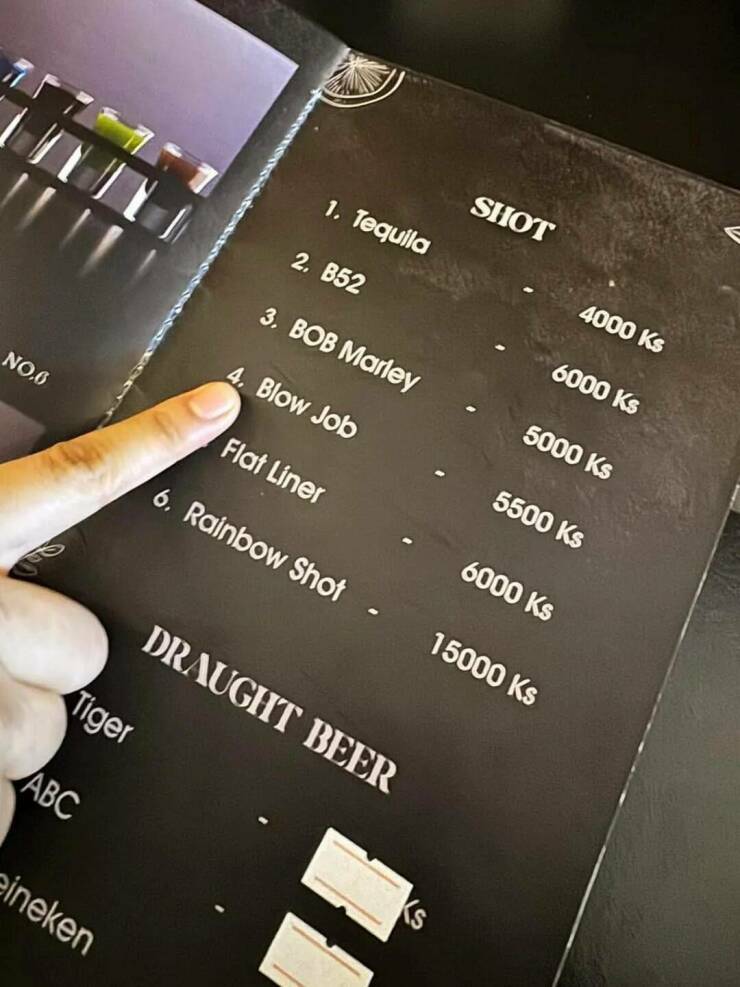 NO.6
SHOT
1. Tequila - 4000 Ks
2. B52 - 6000 Ks
3. BOB Marley - 5000 Ks
4. Blow Job - 5500 Ks
Flat Liner - 6000 Ks
6. Rainbow Shot - 15000 Ks
DRAUGHT BEER
Tiger -
ABC - Ks
eineken